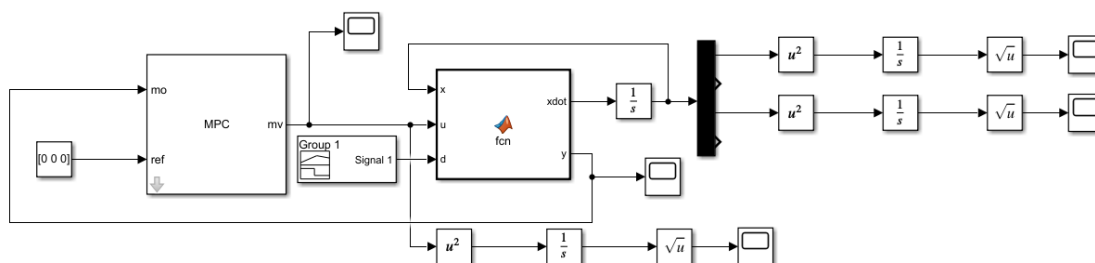 mo
MPC
mv
ref
[0 0 0]
Group 1
Signal 1
x
u
d
fcn
xdot
y
1
s
u²
1
s
√u
u²
1
s
√u
u²
1
s
√u